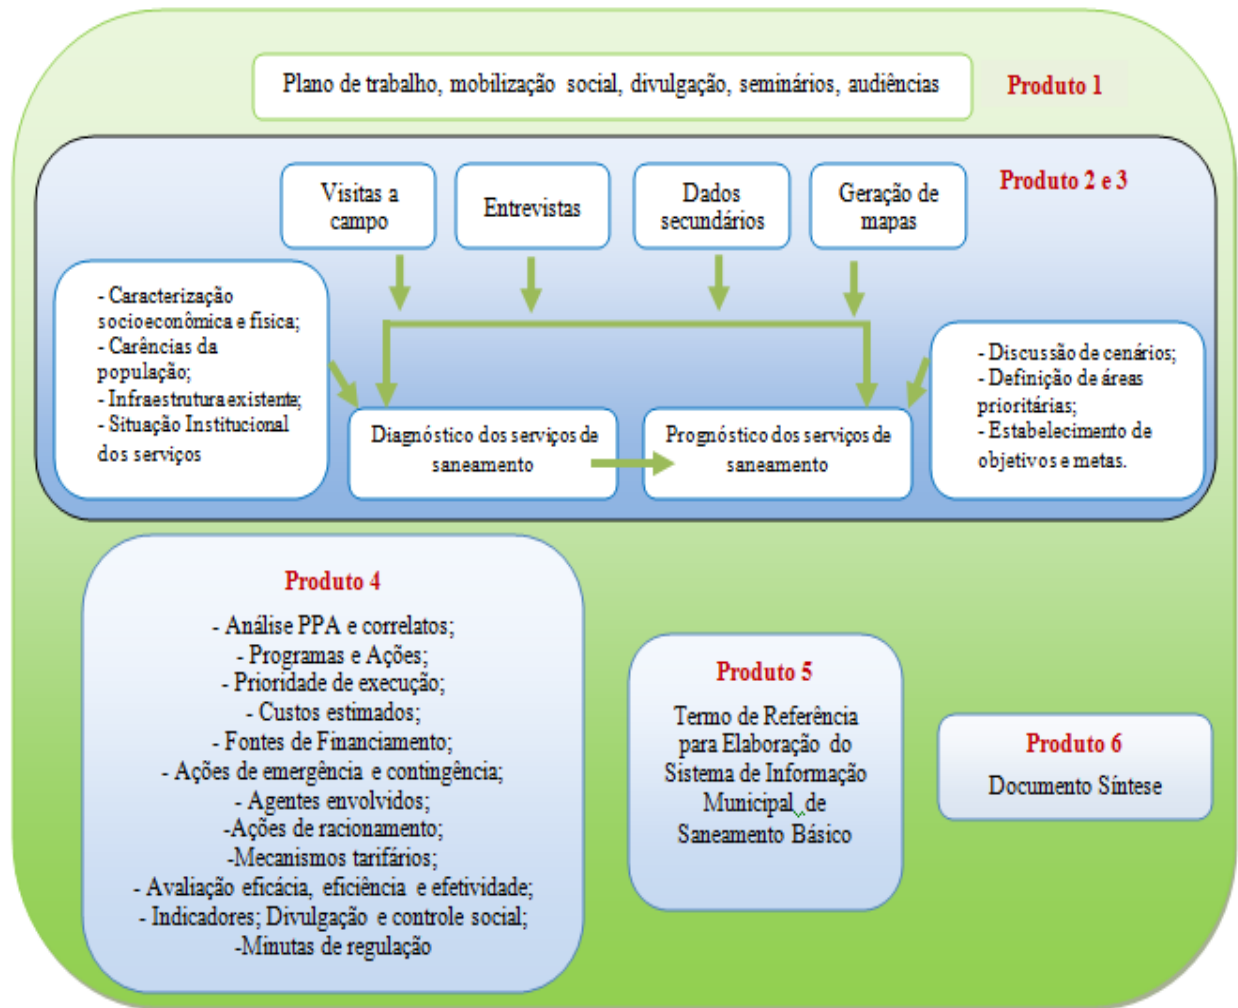 Plano de trabalho, mobilização social, divulgação, seminários, audiências
Produto 1
Produto 2 e 3
Visitas a
campo
Entrevistas
Dados
secundários
Geração de
mapas
- Caracterização
socioeconômica e física;
- Carências da
população;
- Infraestrutura existente;
- Situação Institucional
dos serviços
- Discussão de cenários;
- Definição de áreas
prioritárias;
- Estabelecimento de
objetivos e metas.
Diagnóstico dos serviços de
saneamento
Prognóstico dos serviços de
saneamento
Produto 4
- Análise PPA e correlatos;
- Programas e Ações;
- Prioridade de execução;
- Custos estimados;
- Fontes de Financiamento;
- Ações de emergência e contingência;
- Agentes envolvidos;
-Ações de racionamento;
-Mecanismos tarifários;
- Avaliação eficácia, eficiência e efetividade;
- Indicadores; Divulgação e controle social;
-Minutas de regulação
Produto 5
Termo de Referência
para Elaboração do
Sistema de Informação
Municipal de
Saneamento Básico
Produto 6
Documento Síntese